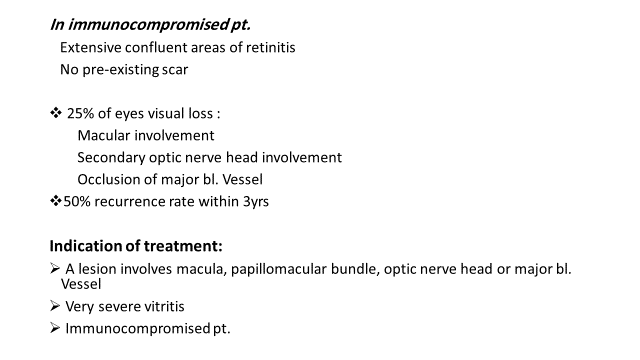 In immunocompromised pt.
Extensive confluent areas of retinitis
No pre-existing scar
❖ 25% of eyes visual loss :
Macular involvement
Secondary optic nerve head involvement
Occlusion of major bl. Vessel
❖50% recurrence rate within 3yrs
Indication of treatment:
➢ A lesion involves macula, papillomacular bundle, optic nerve head or major bl.
Vessel
➢ Very severe vitritis
➢ Immunocompromised pt.